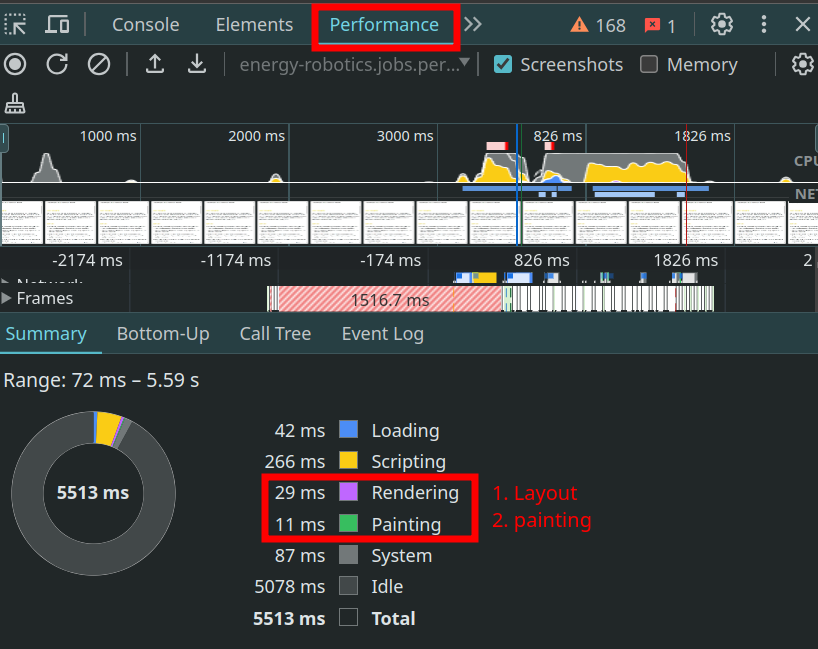 Console Elements Performance 168 1
energy-robotics.jobs.per... Screenshots Memory
1000 ms 2000 ms 3000 ms 826 ms 1826 ms
CPU
NET
-2174 ms -1174 ms -174 ms 826 ms 1826 ms 2
Network
Frames 1516.7 ms
Summary Bottom-Up Call Tree Event Log
Range: 72 ms – 5.59 s
42 ms Loading
266 ms Scripting
5513 ms 29 ms Rendering 1. Layout
11 ms Painting 2. painting
87 ms System
5078 ms Idle
5513 ms Total